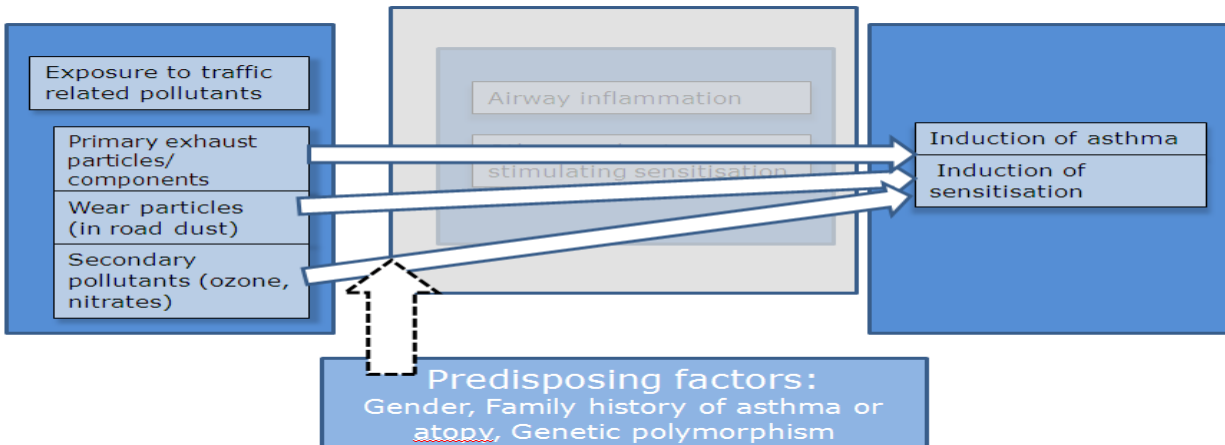 Exposure to traffic
related pollutants
Primary exhaust
particles/
components
Wear particles
(in road dust)
Secondary
pollutants (ozone,
nitrates)
Airway inflammation
stimulating sensitisation
Induction of asthma
Induction of
sensitisation
Predisposing factors:
Gender, Family history of asthma or
atopy, Genetic polymorphism